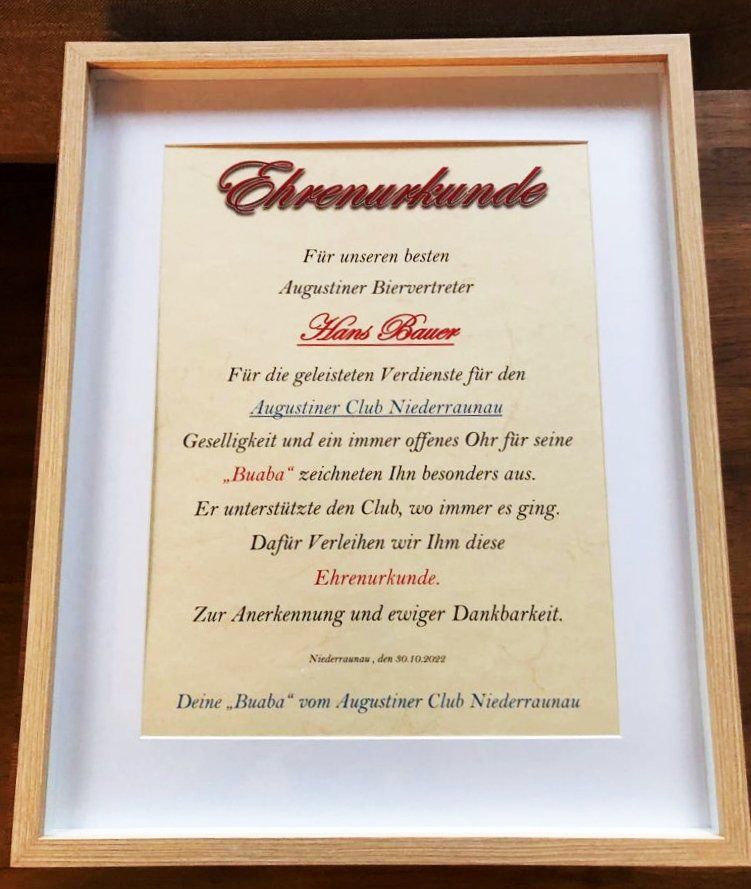 Ehrenurkunde
Für unseren besten
Augustiner Biervertreter
Hans Bauer
Für die geleisteten Verdienste für den
Augustiner Club Niederraunau
Geselligkeit und ein immer offenes Ohr für seine
„Buaba“ zeichneten Ihn besonders aus.
Er unterstützte den Club, wo immer es ging.
Dafür Verleihen wir Ihm diese
Ehrenurkunde.
Zur Anerkennung und ewiger Dankbarkeit.
Niederraunau , den 30.10.2022
Deine „Buaba“ vom Augustiner Club Niederraunau